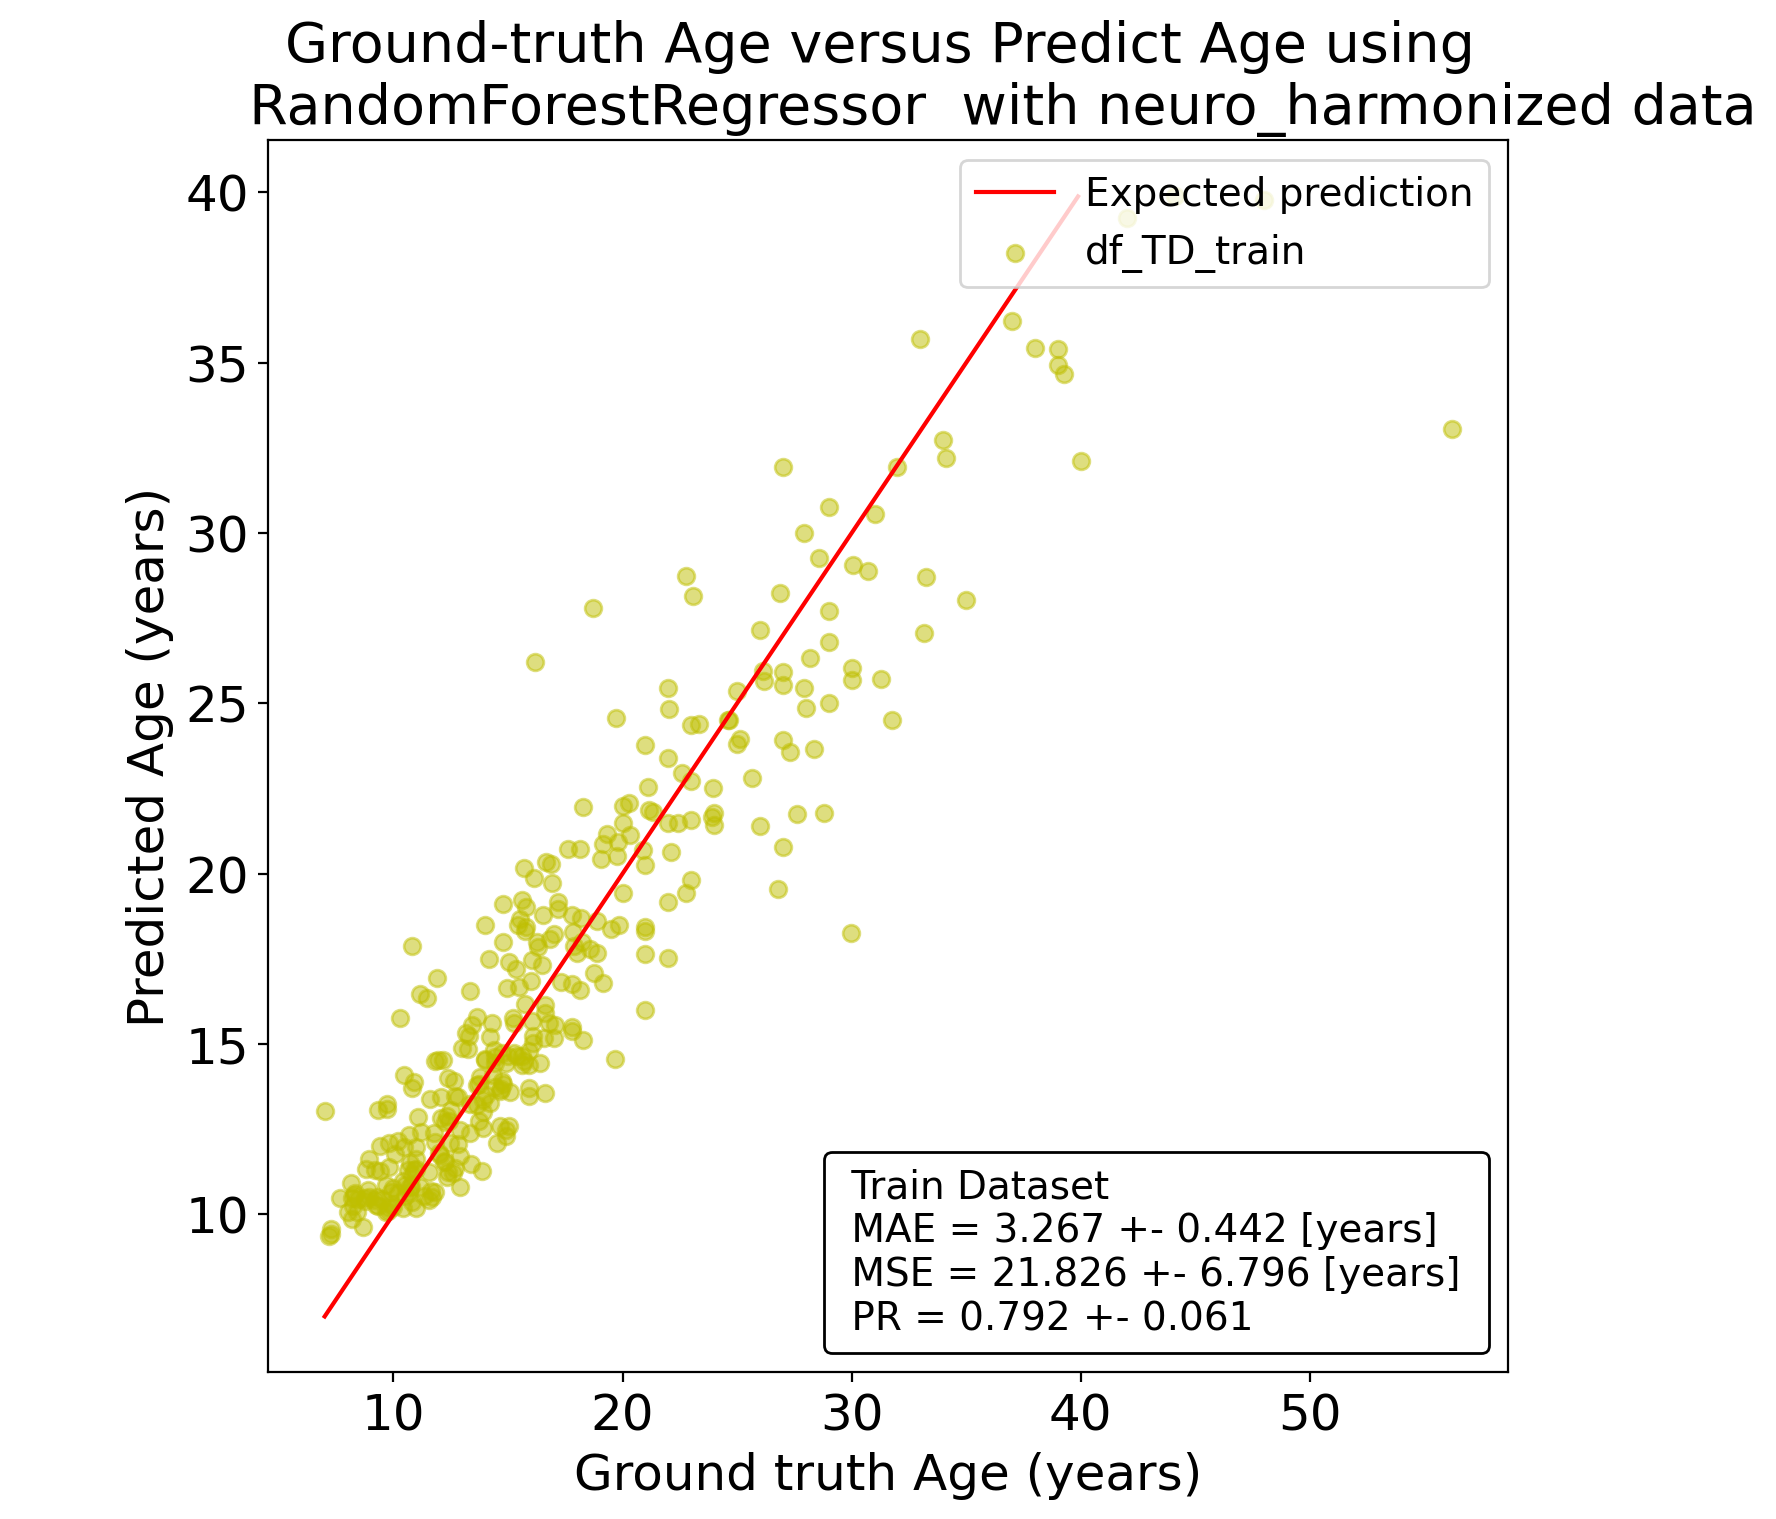 Ground-truth Age versus Predict Age using
RandomForestRegressor  with neuro_harmonized data
40
35
30
25
20
15
10
Predicted Age (years)
Expected prediction
df_TD_train
Train Dataset
MAE = 3.267 +- 0.442 [years]
MSE = 21.826 +- 6.796 [years]
PR = 0.792 +- 0.061
10 20 30 40 50
Ground truth Age (years)